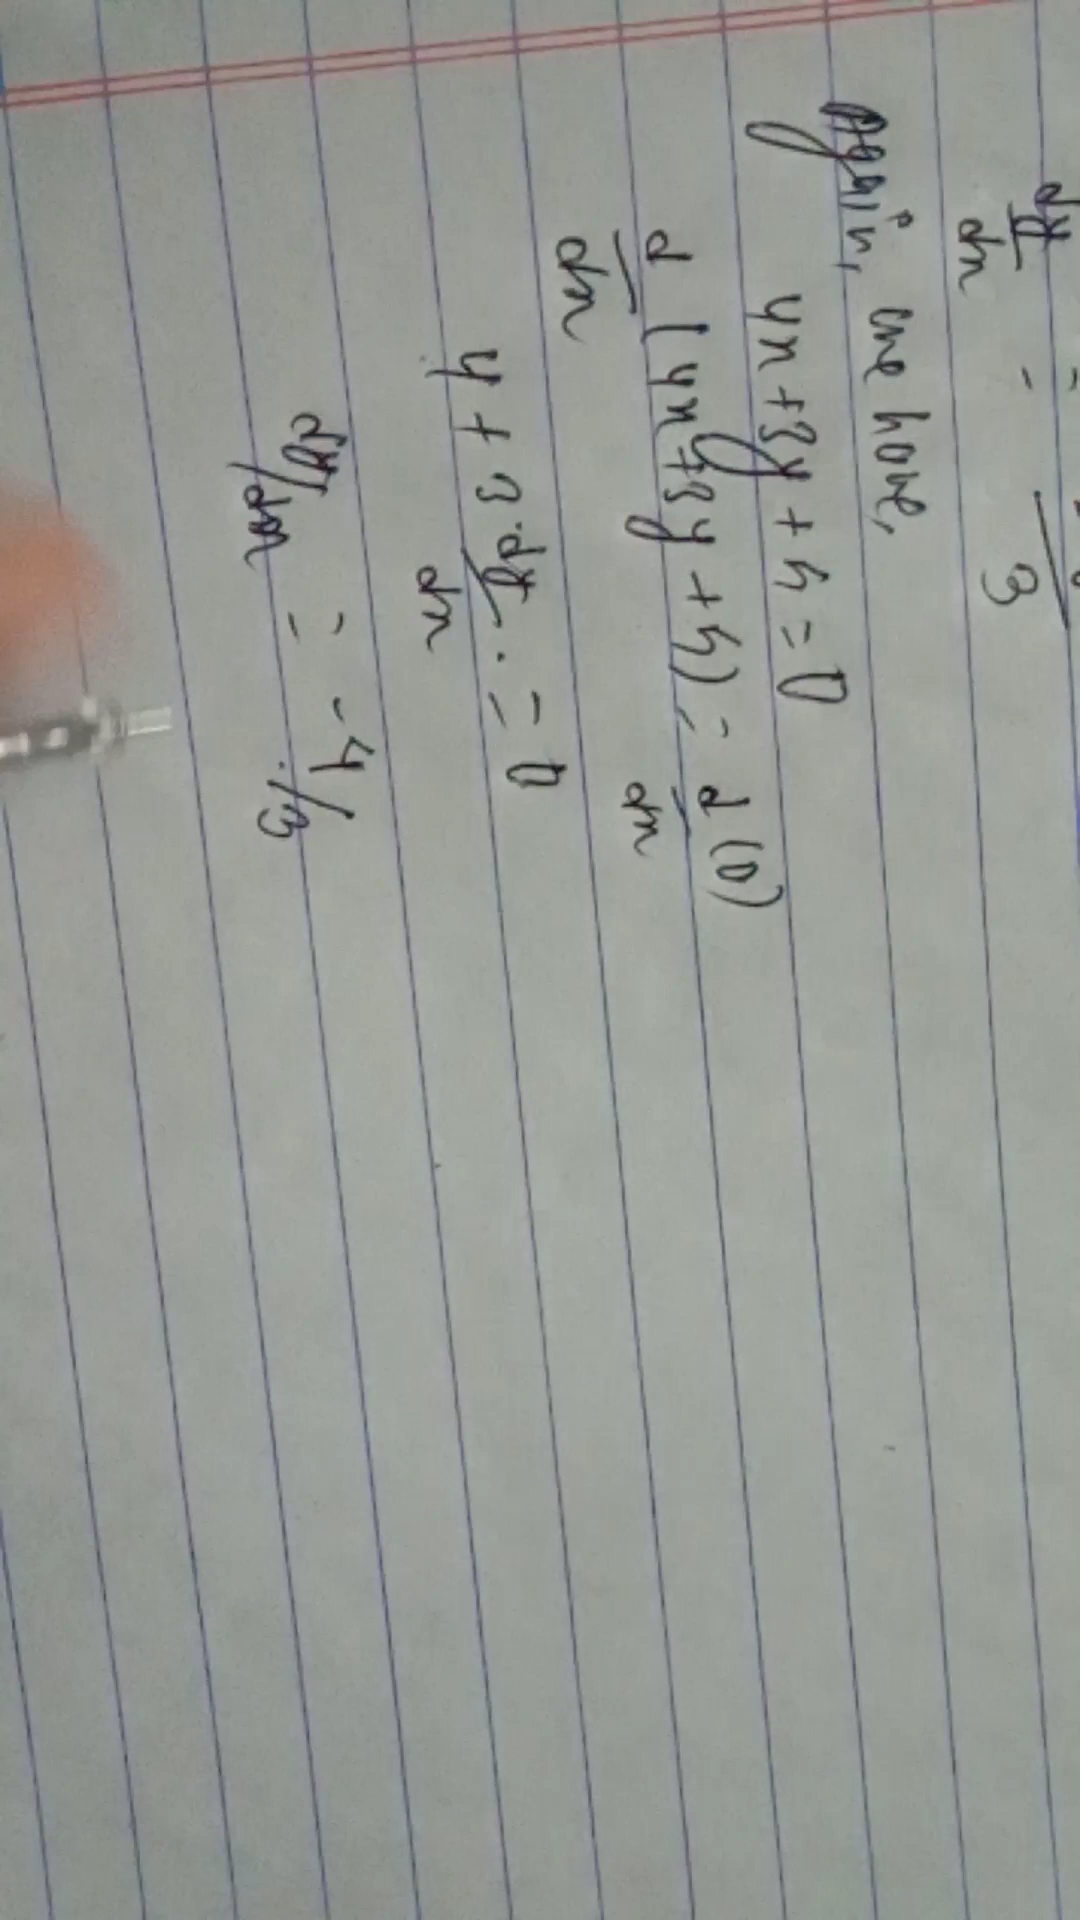 dy/dx = 3
Again, we have,
4x + 3y + 5 = 0
d/dx (4x + 3y + 5) = d/dx (0)
4 + 3. dy/dx . = 0
dy/dx = -4/3